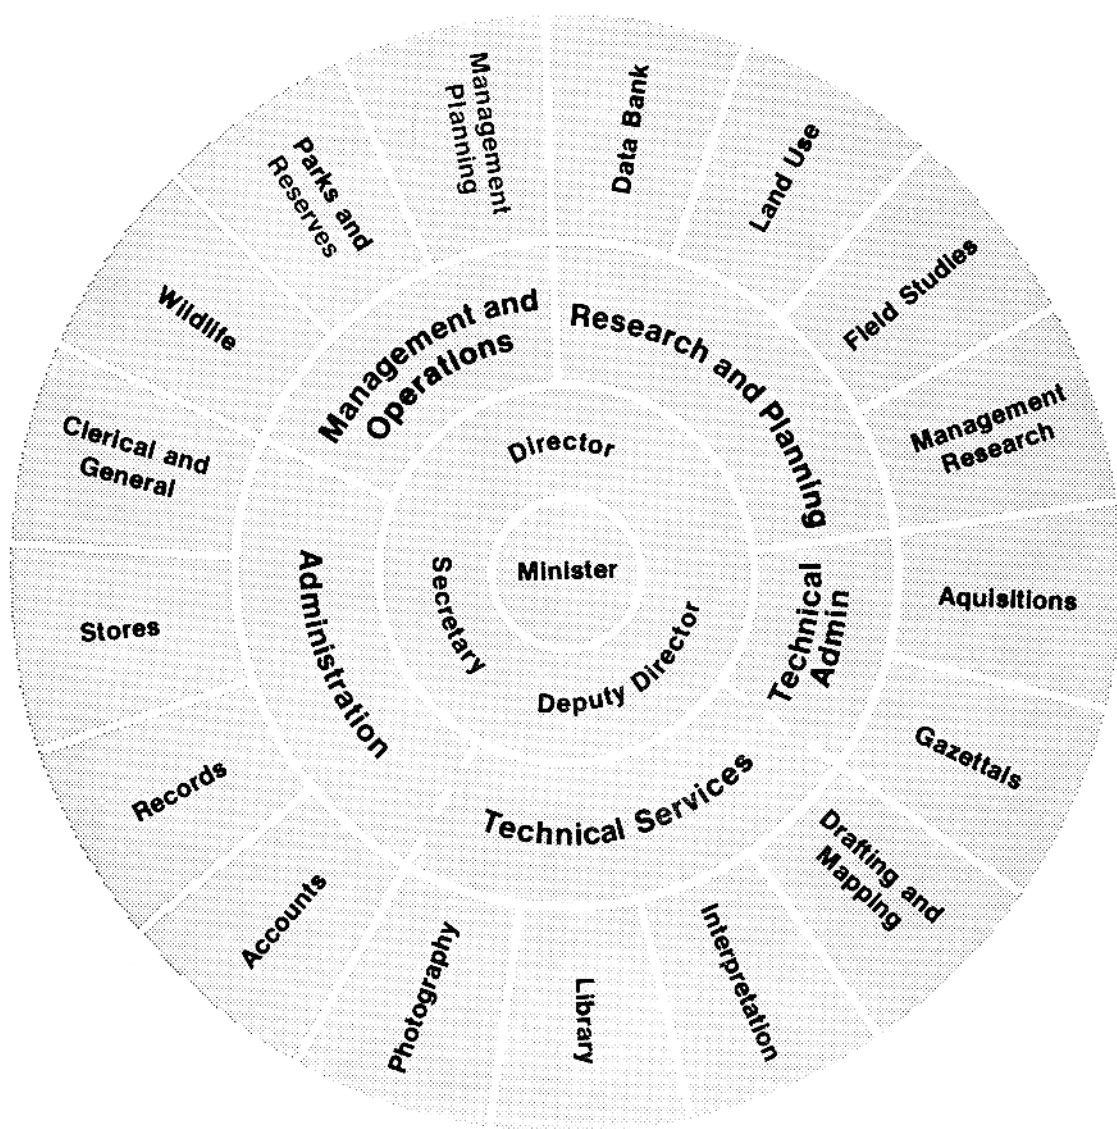 Minister
Director
Deputy Director
Secretary
Management and
Operations
Research and Planning
Technical
Admin
Technical Services
Administration
Management
Planning
Data Bank
Land Use
Field Studies
Management
Research
Aquisitions
Gazettals
Drafting and
Mapping
Interpretation
Library
Photography
Accounts
Records
Stores
Clerical and
General
Wildlife
Parks and
Reserves